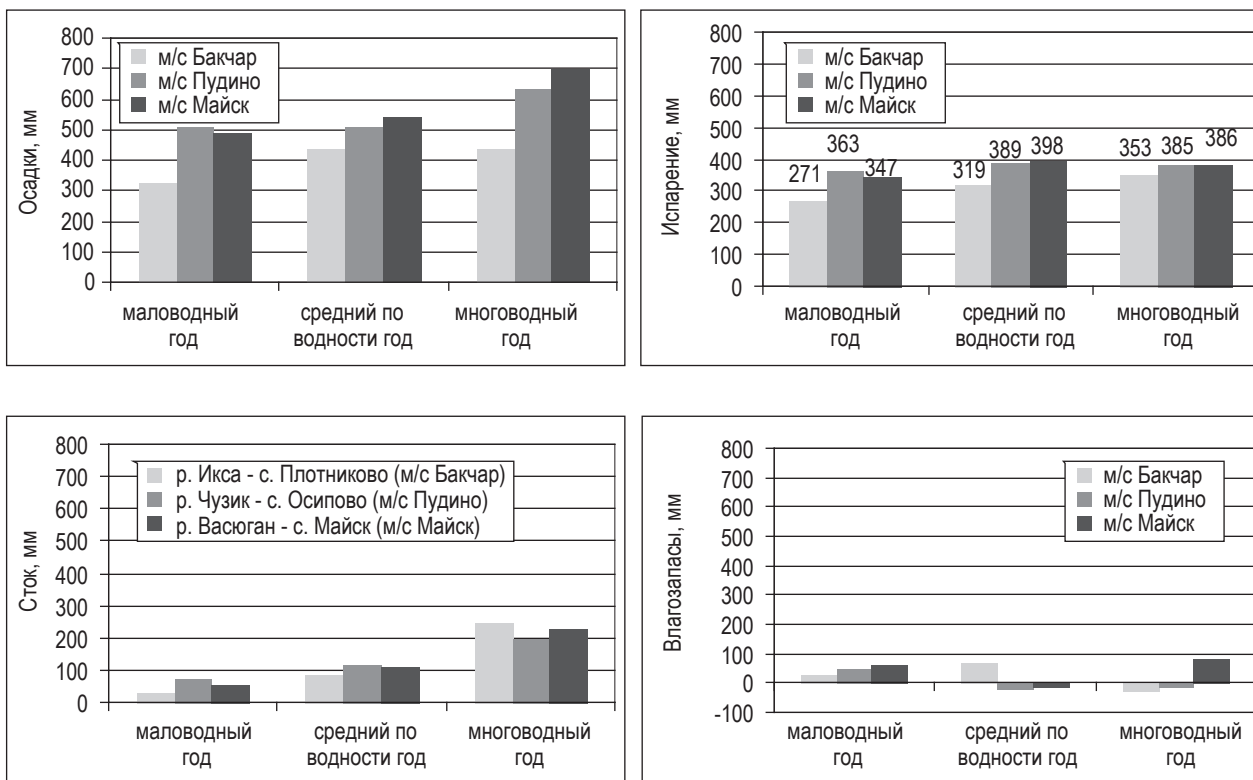 800
700
600
500
400
300
200
100
0
Осадки, мм
м/с Бакчар
м/с Пудино
м/с Майск
маловодный год
средний по водности год
многоводный год
800
700
600
500
400
300
200
100
0
Испарение, мм
м/с Бакчар
м/с Пудино
м/с Майск
271 363 347
319 389 398
353 385 386
маловодный год
средний по водности год
многоводный год
800
700
600
500
400
300
200
100
0
Сток, мм
р. Икса - с. Плотниково (м/с Бакчар)
р. Чузик - с. Осипово (м/с Пудино)
р. Васюган - с. Майск (м/с Майск)
маловодный год
средний по водности год
многоводный год
800
700
600
500
400
300
200
100
0
-100
Влагозапасы, мм
м/с Бакчар
м/с Пудино
м/с Майск
маловодный год
средний по водности год
многоводный год